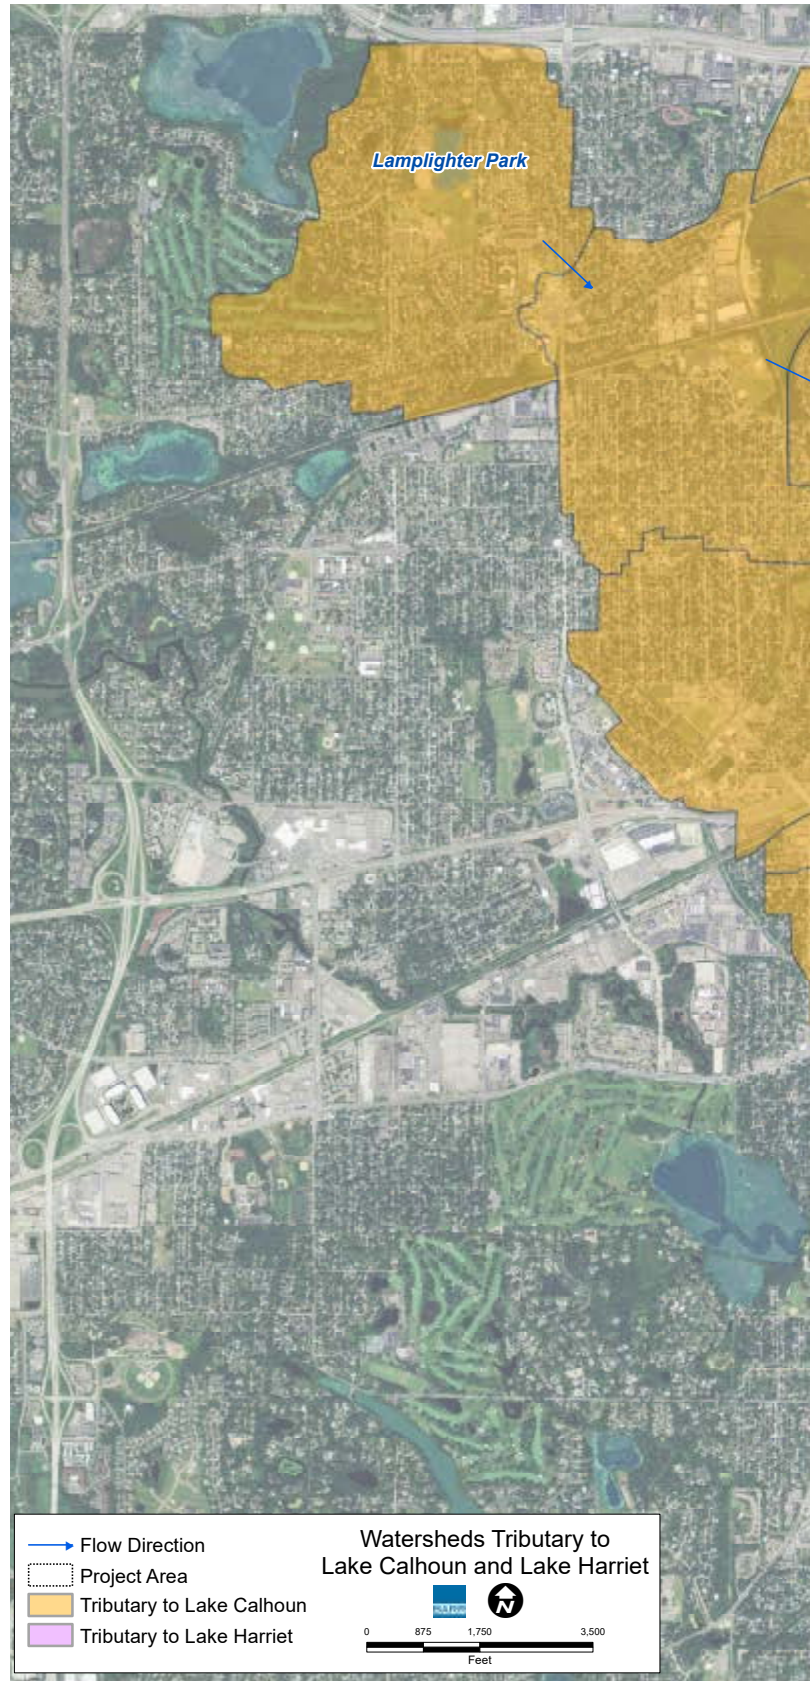 Lamplighter Park
Flow Direction
Project Area
Tributary to Lake Calhoun
Tributary to Lake Harriet
Watersheds Tributary to
Lake Calhoun and Lake Harriet
N
0 875 1,750 3,500
Feet